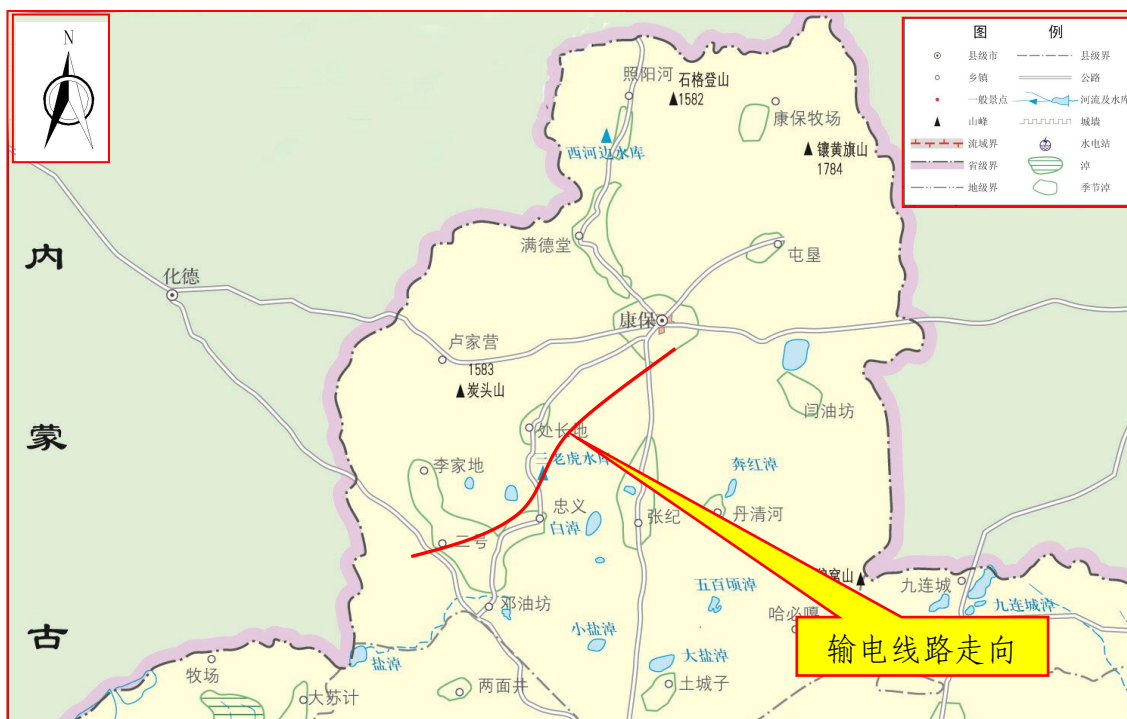 N
图 例
县级市
县级界
乡镇
公路
一般景点
河流及水库
山峰
城墙
流域界
水电站
省级界
淖
地级界
季节淖
照阳河
石格登山
1582
康保牧场
西河边水库
镶黄旗山
1784
满德堂
屯垦
内
蒙
古
化德
康保
卢家营
1583
炭头山
闫油坊
处长地
三老虎水库
李家地
奔红淖
忠义
白淖
张纪
丹清河
二号
五百顷淖
九连城
九连城淖
邓油坊
哈必嘎
小盐淖
大盐淖
盐淖
牧场
大苏计
两面井
土城子
输电线路走向